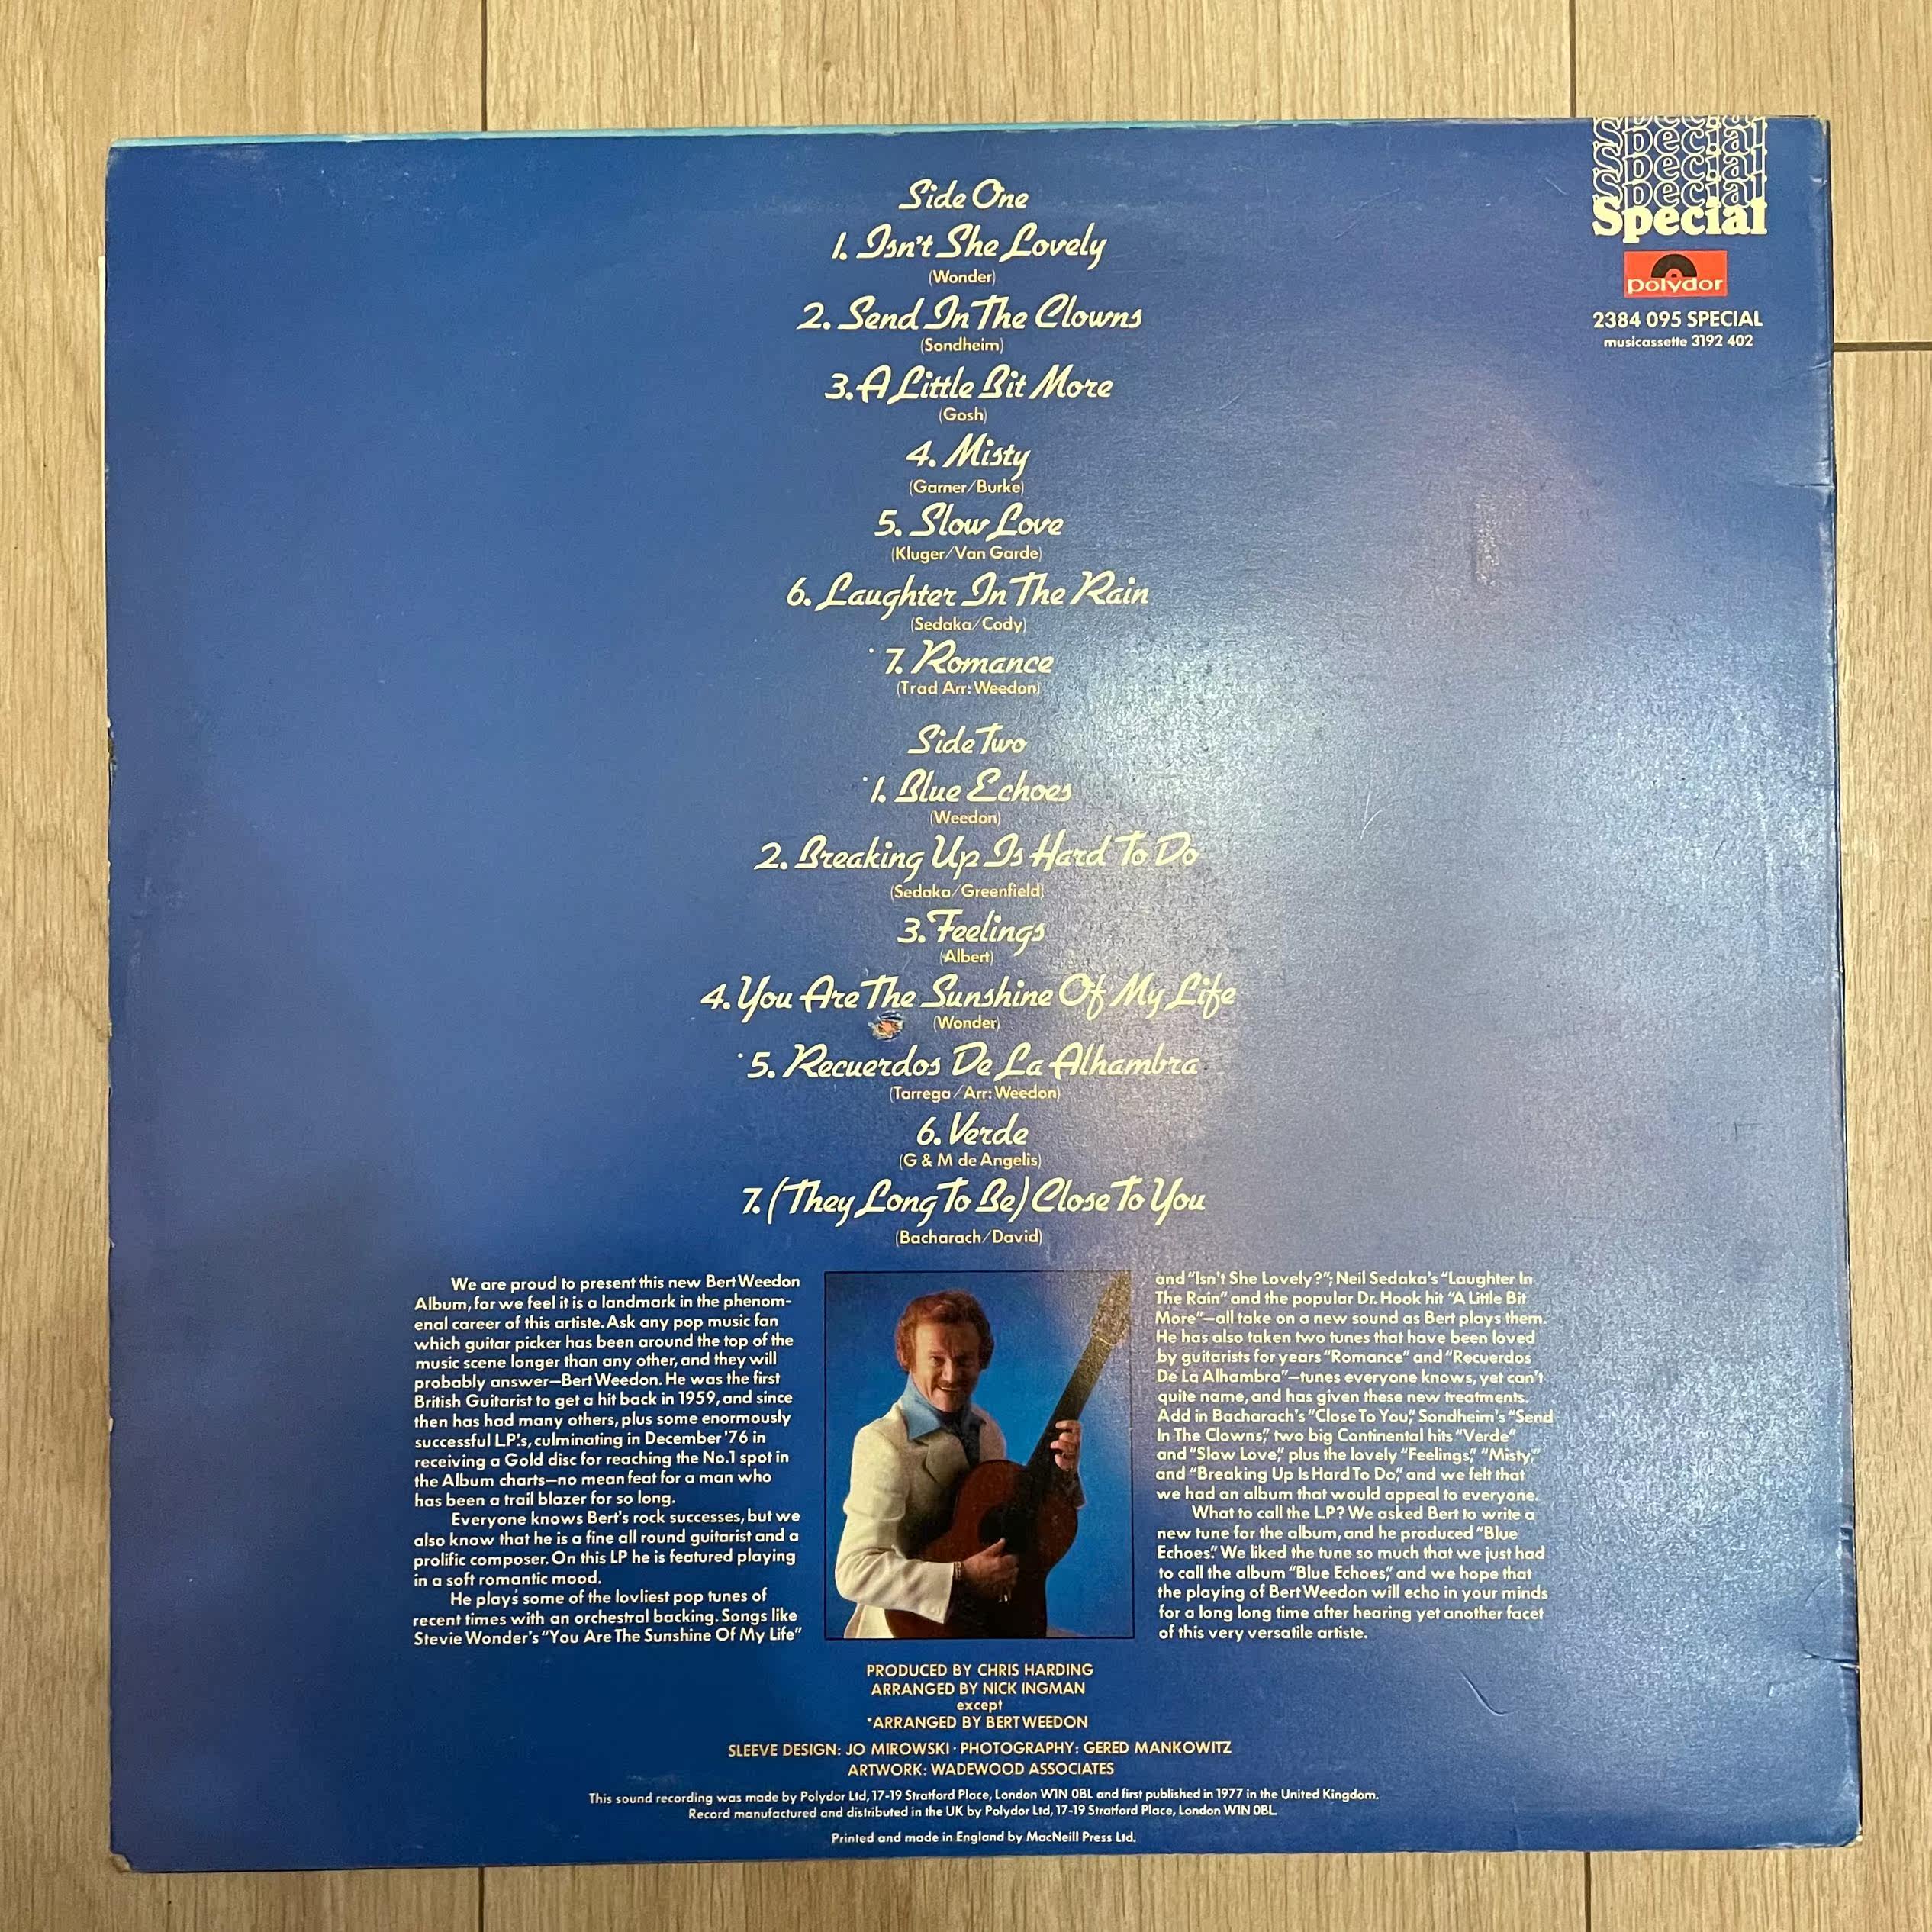 Special
Special
Special
Special
Special
polydor
2384 095 SPECIAL
musicassette 3192 402
Side One
1. Isn't She Lovely
(Wonder)
2. Send In The Clowns
(Sondheim)
3. A Little Bit More
(Gosh)
4. Misty
(Garner/Burke)
5. Slow Love
(Kluger/Van Garde)
6. Laughter In The Rain
(Sedaka/Cody)
*7. Romance
(Trad Arr: Weedon)
Side Two
*1. Blue Echoes
(Weedon)
2. Breaking Up Is Hard To Do
(Sedaka/Greenfield)
3. Feelings
(Albert)
4. You Are The Sunshine Of My Life
(Wonder)
*5. Recuerdos De La Alhambra
(Tarrega/Arr: Weedon)
6. Verde
(G & M de Angelis)
7. (They Long To Be) Close To You
(Bacharach/David)
We are proud to present this new Bert Weedon
Album, for we feel it is a landmark in the phenom-
enal career of this artiste. Ask any pop music fan
which guitar picker has been around the top of the
music scene longer than any other, and they will
probably answer—Bert Weedon. He was the first
British Guitarist to get a hit back in 1959, and since
then has had many others, plus some enormously
successful L.P.'s, culminating in December '76 in
receiving a Gold disc for reaching the No.1 spot in
the Album charts—no mean feat for a man who
has been a trail blazer for so long.
Everyone knows Bert's rock successes, but we
also know that he is a fine all round guitarist and a
prolific composer. On this LP he is featured playing
in a soft romantic mood.
He plays some of the lovliest pop tunes of
recent times with an orchestral backing. Songs like
Stevie Wonder's "You Are The Sunshine Of My Life"
and "Isn't She Lovely?"; Neil Sedaka's "Laughter In
The Rain" and the popular Dr. Hook hit "A Little Bit
More"—all take on a new sound as Bert plays them.
He has also taken two tunes that have been loved
by guitarists for years "Romance" and "Recuerdos
De La Alhambra"—tunes everyone knows, yet can't
quite name, and has given these new treatments.
Add in Bacharach's "Close To You," Sondheim's "Send
In The Clowns," two big Continental hits "Verde"
and "Slow Love," plus the lovely "Feelings," "Misty,"
and "Breaking Up Is Hard To Do," and we felt that
we had an album that would appeal to everyone.
What to call the L.P.? We asked Bert to write a
new tune for the album, and he produced "Blue
Echoes." We liked the tune so much that we just had
to call the album "Blue Echoes," and we hope that
the playing of Bert Weedon will echo in your minds
for a long long time after hearing yet another facet
of this very versatile artiste.
PRODUCED BY CHRIS HARDING
ARRANGED BY NICK INGMAN
except
*ARRANGED BY BERT WEEDON
SLEEVE DESIGN: JO MIROWSKI · PHOTOGRAPHY: GERED MANKOWITZ
ARTWORK: WADEWOOD ASSOCIATES
This sound recording was made by Polydor Ltd, 17-19 Stratford Place, London W1N 0BL and first published in 1977 in the United Kingdom.
Record manufactured and distributed in the UK by Polydor Ltd, 17-19 Stratford Place, London W1N 0BL.
Printed and made in England by MacNeill Press Ltd.